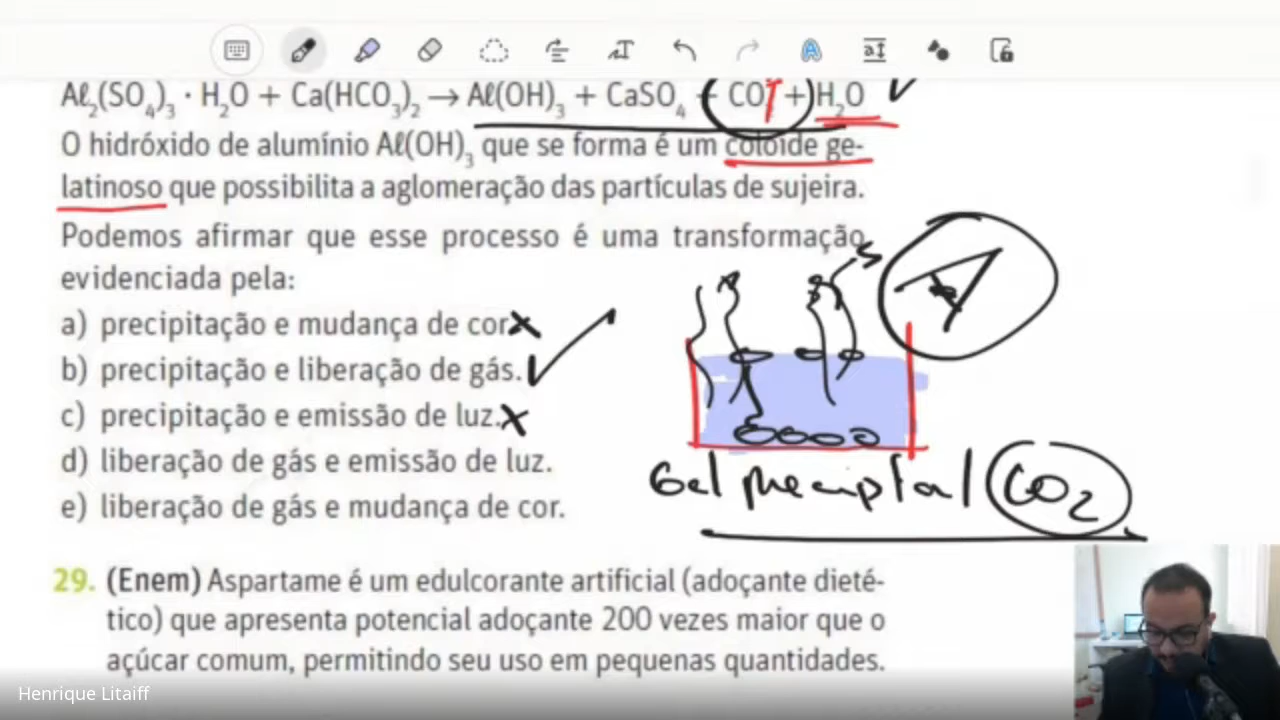 Aℓ₂(SO₄)₃ · H₂O + Ca(HCO₃)₂ → Aℓ(OH)₃ + CaSO₄ + CO↑ + H₂O
O hidróxido de alumínio Aℓ(OH)₃ que se forma é um coloide ge-
latinoso que possibilita a aglomeração das partículas de sujeira.
Podemos afirmar que esse processo é uma transformação
evidenciada pela:
a) precipitação e mudança de cor
b) precipitação e liberação de gás.
c) precipitação e emissão de luz.
d) liberação de gás e emissão de luz.
e) liberação de gás e mudança de cor.
Gel CO₂
29. (Enem) Aspartame é um edulcorante artificial (adoçante dieté-
tico) que apresenta potencial adoçante 200 vezes maior que o
açúcar comum, permitindo seu uso em pequenas quantidades.
Henrique Litaiff